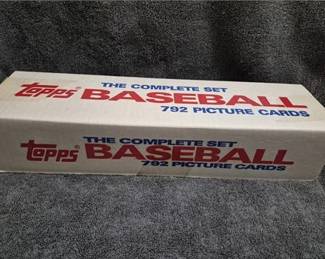 THE COMPLETE SET
Topps® BASEBALL
792 PICTURE CARDS
THE COMPLETE SET
Topps® BASEBALL
792 PICTURE CARDS